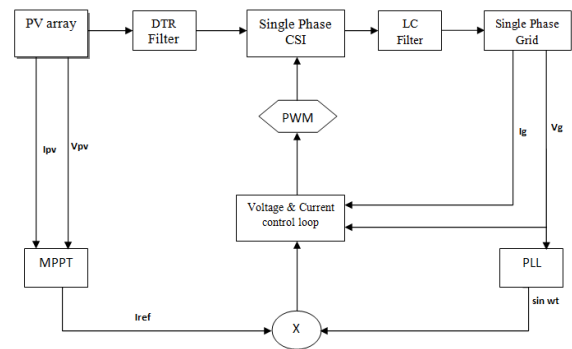 PV array
DTR
Filter
Single Phase
CSI
LC
Filter
Single Phase
Grid
Ipv
Vpv
PWM
Ig
Vg
Voltage & Current
control loop
MPPT
PLL
Iref
X
sin wt